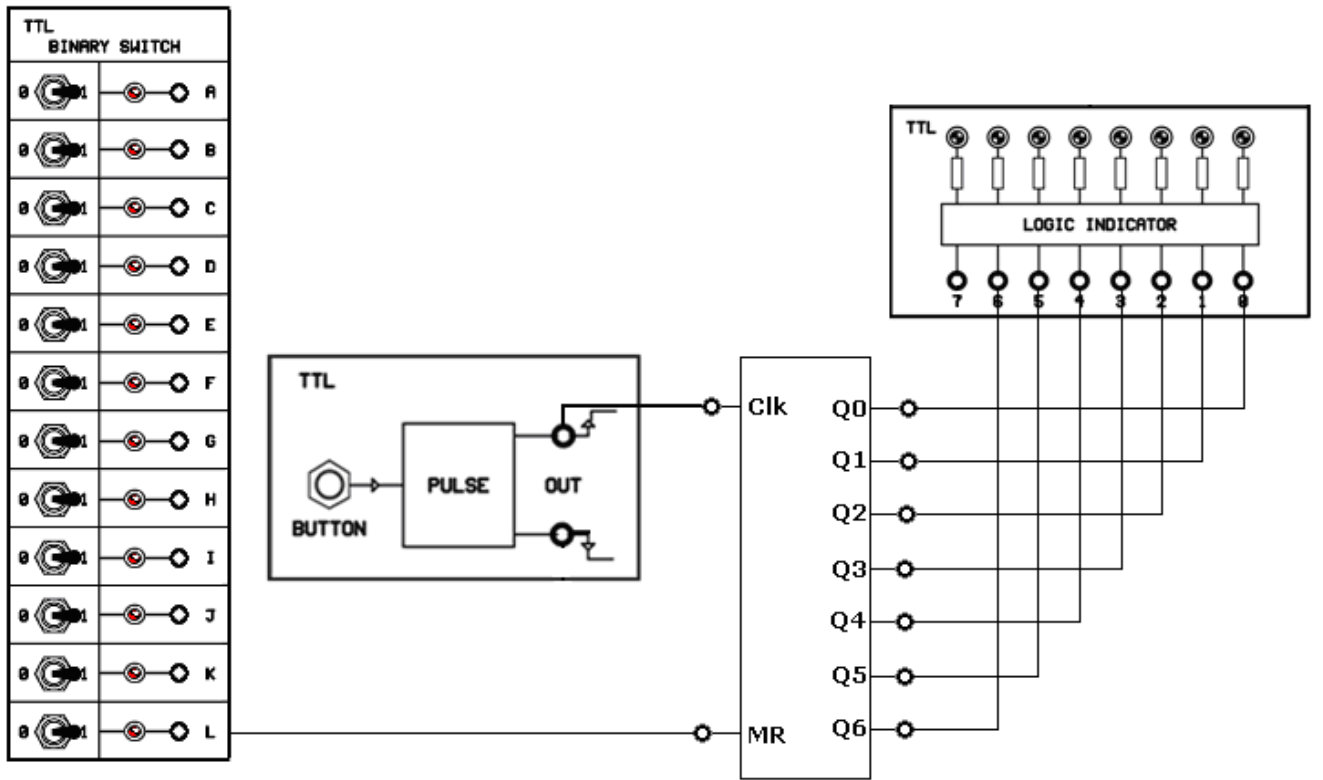 TTL
BINARY SWITCH
0 1 A
0 1 B
0 1 C
0 1 D
0 1 E
0 1 F
0 1 G
0 1 H
0 1 I
0 1 J
0 1 K
0 1 L
TTL
BUTTON
PULSE
OUT
Clk
MR
Q0
Q1
Q2
Q3
Q4
Q5
Q6
TTL
LOGIC INDICATOR
7 6 5 4 3 2 1 0